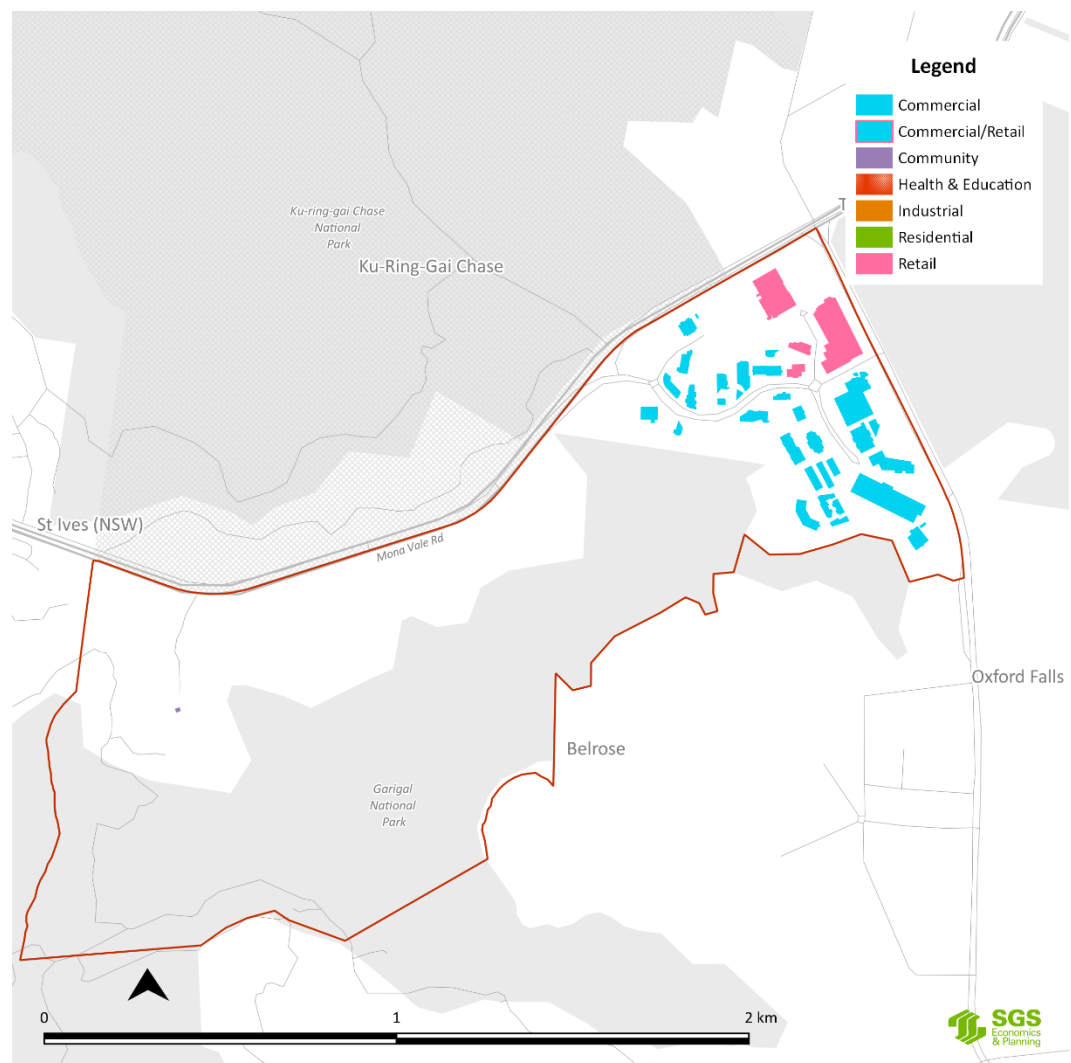 Legend
Commercial
Commercial/Retail
Community
Health & Education
Industrial
Residential
Retail
T
Ku-ring-gai Chase
National
Park
Ku-Ring-Gai Chase
St Ives (NSW)
Mona Vale Rd
Oxford Falls
Belrose
Garigal
National
Park
0
1
2 km
SGS
Economics
& Planning